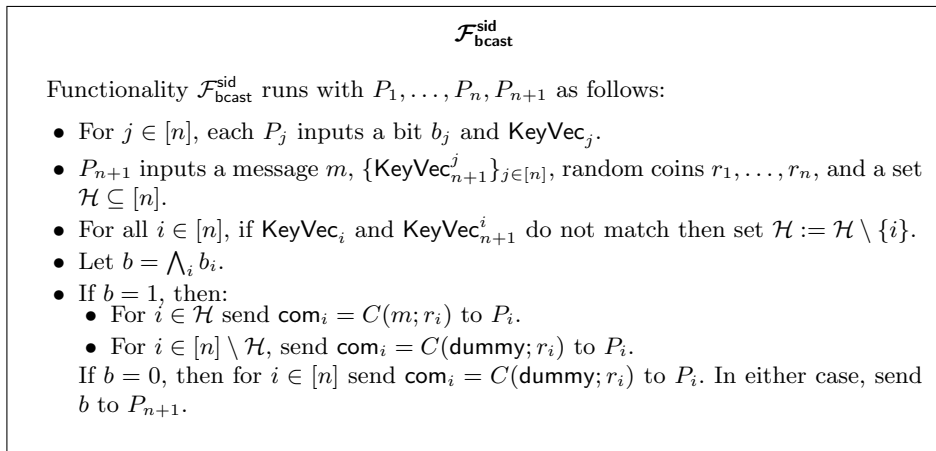 𝓕^sid_bcast
Functionality 𝓕^sid_bcast runs with P_1, . . . , P_n, P_{n+1} as follows:
• For j ∈ [n], each P_j inputs a bit b_j and KeyVec_j.
• P_{n+1} inputs a message m, {KeyVec^j_{n+1}}_{j∈[n]}, random coins r_1, . . . , r_n, and a set
𝓗 ⊆ [n].
• For all i ∈ [n], if KeyVec_i and KeyVec^i_{n+1} do not match then set 𝓗 := 𝓗 \ {i}.
• Let b = ⋀_i b_i.
• If b = 1, then:
• For i ∈ 𝓗 send com_i = C(m; r_i) to P_i.
• For i ∈ [n] \ 𝓗, send com_i = C(dummy; r_i) to P_i.
If b = 0, then for i ∈ [n] send com_i = C(dummy; r_i) to P_i. In either case, send
b to P_{n+1}.